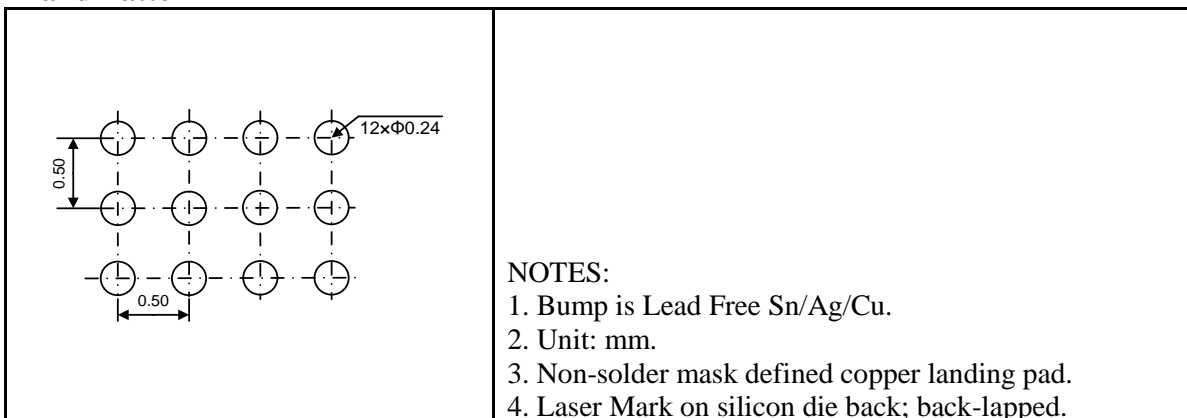 12×Φ0.24
0.50
0.50
NOTES:
1. Bump is Lead Free Sn/Ag/Cu.
2. Unit: mm.
3. Non-solder mask defined copper landing pad.
4. Laser Mark on silicon die back; back-lapped.